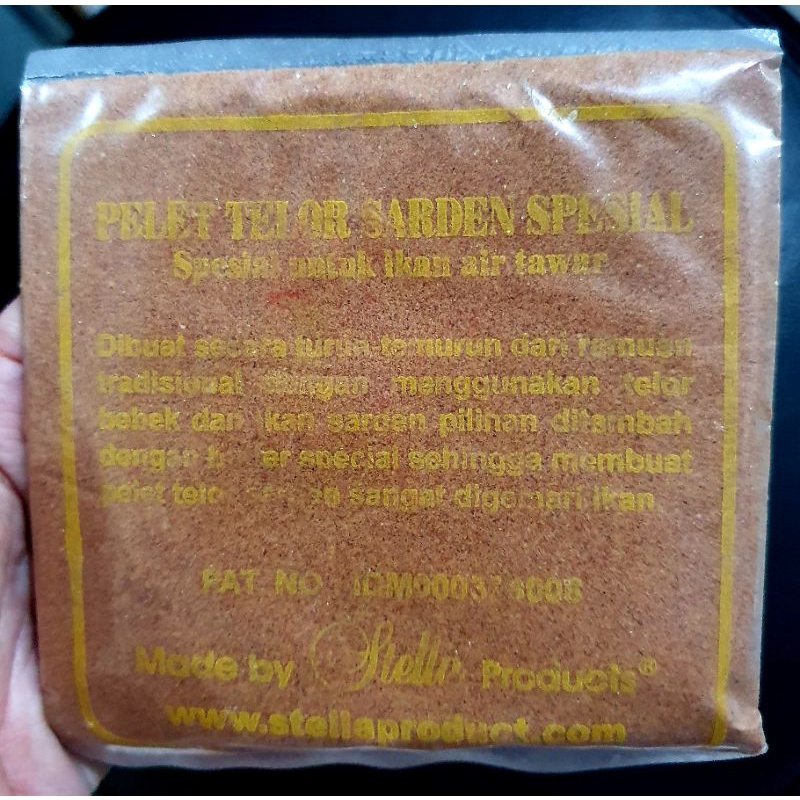 PELET TELOR SARDEN SPESIAL
Spesial untuk ikan air tawar
Dibuat secara turun-temurun dari ramuan
tradisional dengan menggunakan telor
bebek dan ikan sarden pilihan ditambah
dengan special sehingga membuat
pelet telor sarden sangat digemari ikan.
PAT NO
Made by Stella Products®
www.stellaproduct.com